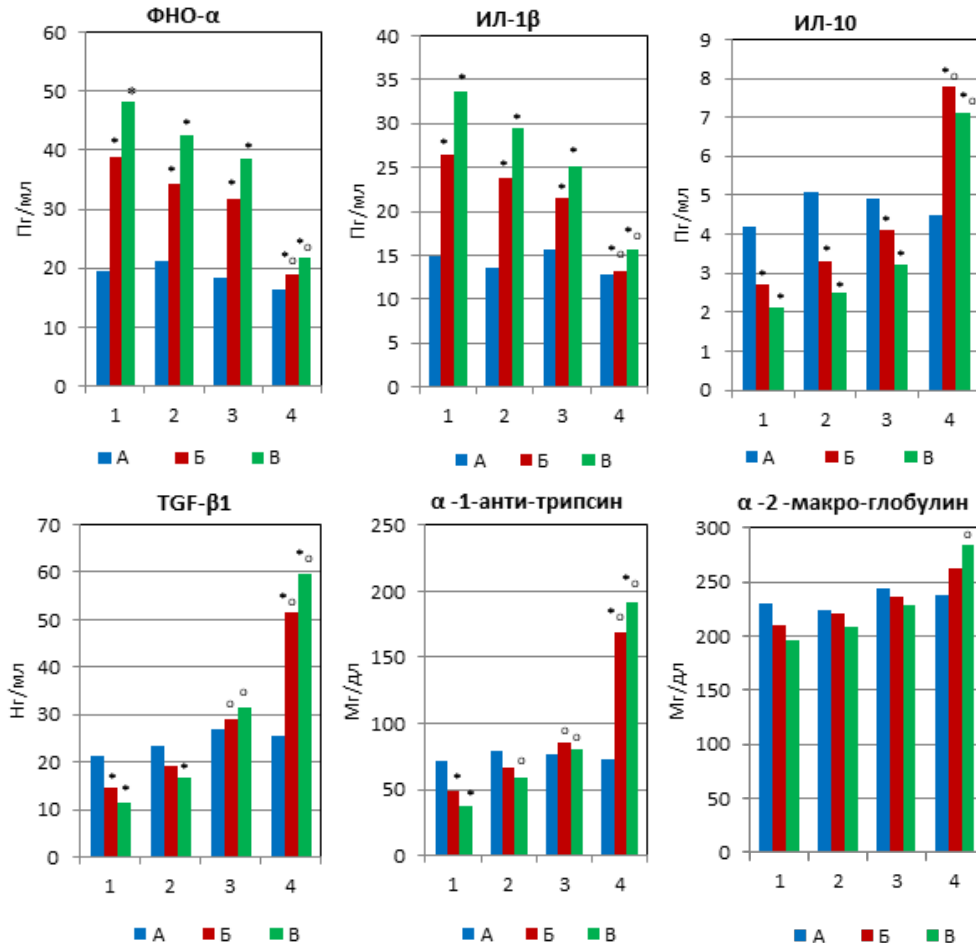 ФНО-α
Пг/мл
60
50
40
30
20
10
0
* * * * * * *¤ *¤
1 2 3 4
А Б В
ИЛ-1β
Пг/мл
40
35
30
25
20
15
10
5
0
* * * * * * *¤ *¤
1 2 3 4
А Б В
ИЛ-10
Пг/мл
9
8
7
6
5
4
3
2
1
0
* * * * * * *¤ *¤
1 2 3 4
А Б В
TGF-β1
Нг/мл
70
60
50
40
30
20
10
0
* * * ¤ ¤ *¤ *¤
1 2 3 4
А Б В
α -1-анти-трипсин
Мг/дл
250
200
150
100
50
0
* * ¤ ¤ ¤ *¤ *¤
1 2 3 4
А Б В
α -2 -макро-глобулин
Мг/дл
300
250
200
150
100
50
0
¤
1 2 3 4
А Б В